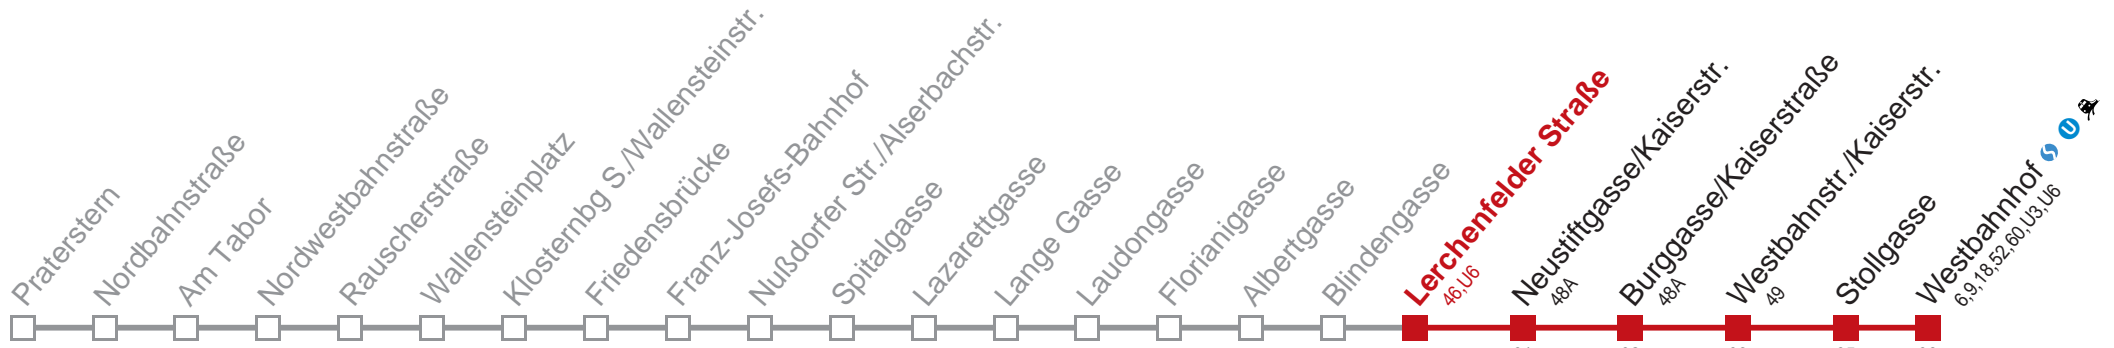 Praterstern
Nordbahnstraße
Am Tabor
Nordwestbahnstraße
Rauscherstraße
Wallensteinplatz
Klosternbg S./Wallensteinstr.
Friedensbrücke
Franz-Josefs-Bahnhof
Nußdorfer Str./Alserbachstr.
Spitalgasse
Lazarettgasse
Lange Gasse
Laudongasse
Florianigasse
Albertgasse
Blindengasse
Lerchenfelder Straße
46,U6
Neustiftgasse/Kaiserstr.
48A
Burggasse/Kaiserstraße
48A
Westbahnstr./Kaiserstr.
49
Stollgasse
Westbahnhof S U
6,9,18,52,60,U3,U6